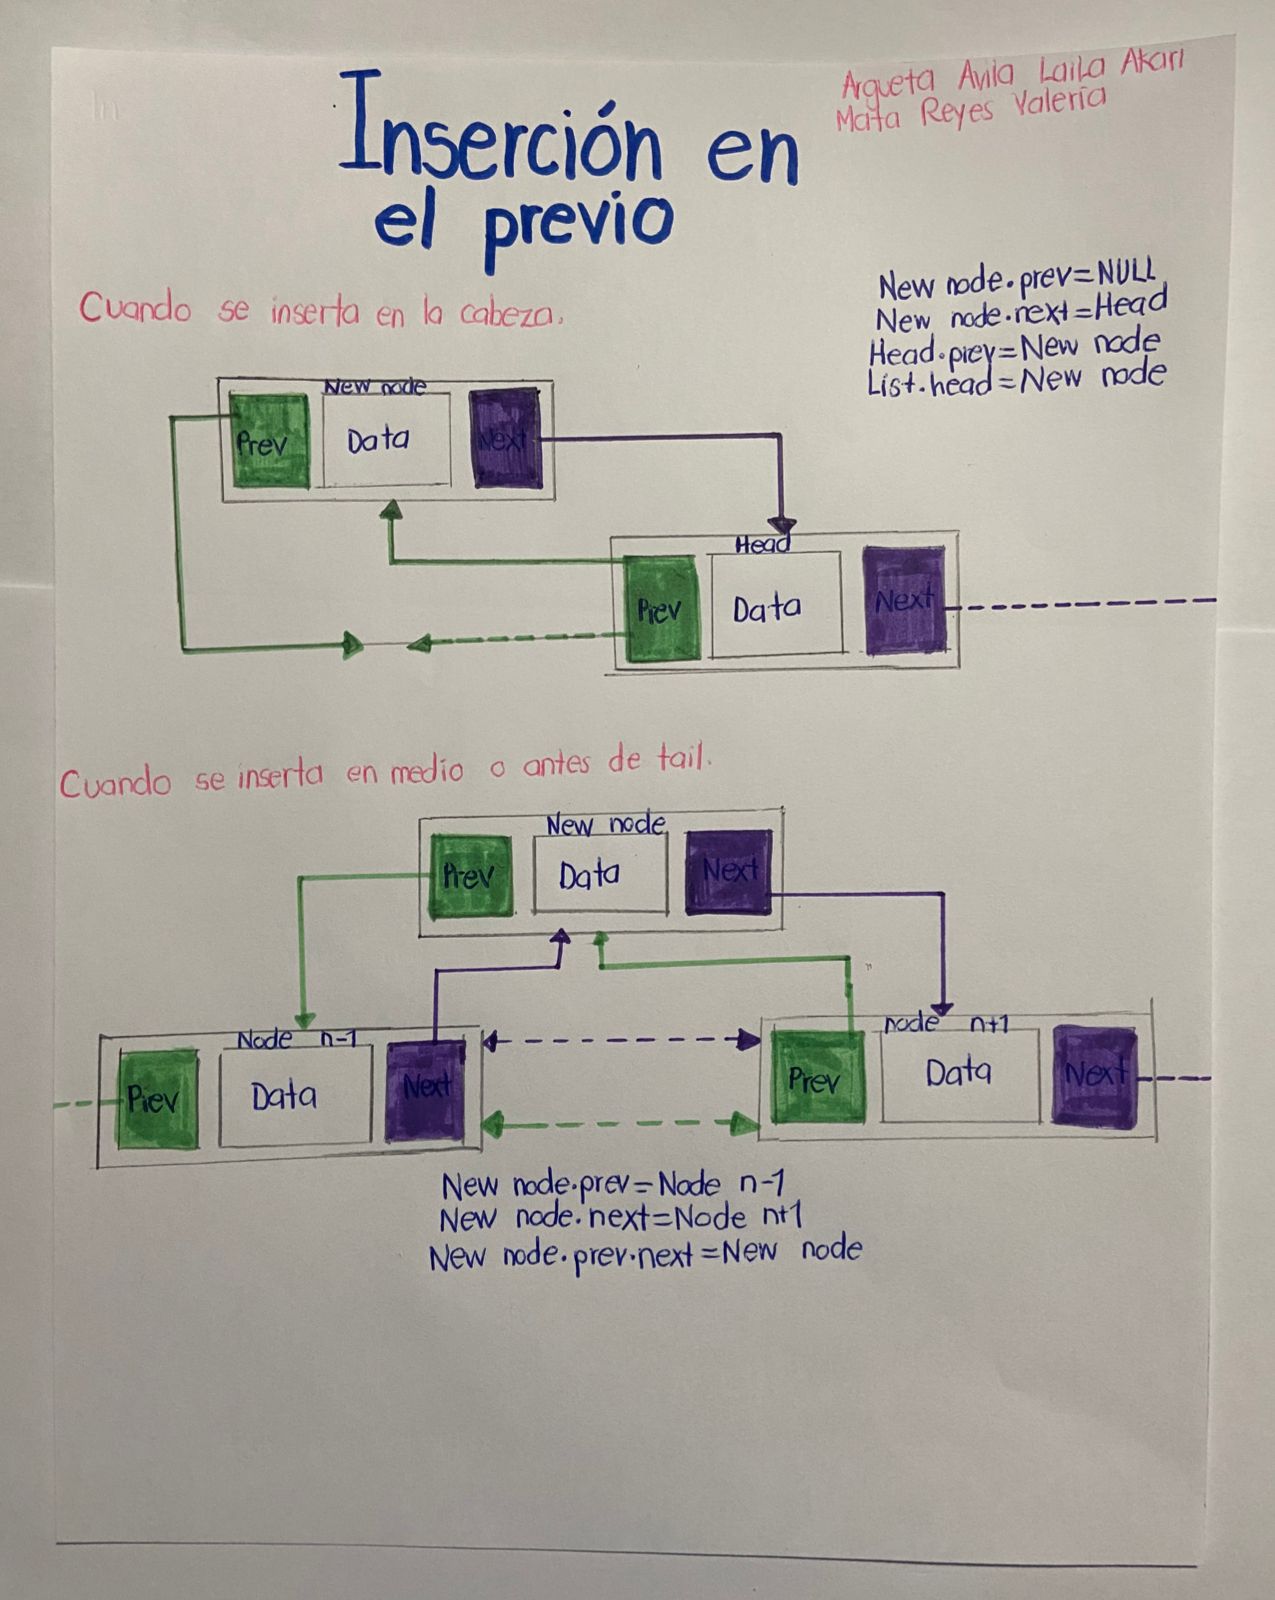 Argueta Avila Laila Akari
Mata Reyes Valeria
Inserción en
el previo
Cuando se inserta en la cabeza.
New node.prev=NULL
New node.next=Head
Head.prev=New node
List.head=New node
New node
Prev Data Next
Head
Prev Data Next
Cuando se inserta en medio o antes de tail.
New node
Prev Data Next
Node n-1
Prev Data Next
node n+1
Prev Data Next
New node.prev=Node n-1
New node.next=Node n+1
New node.prev.next=New node